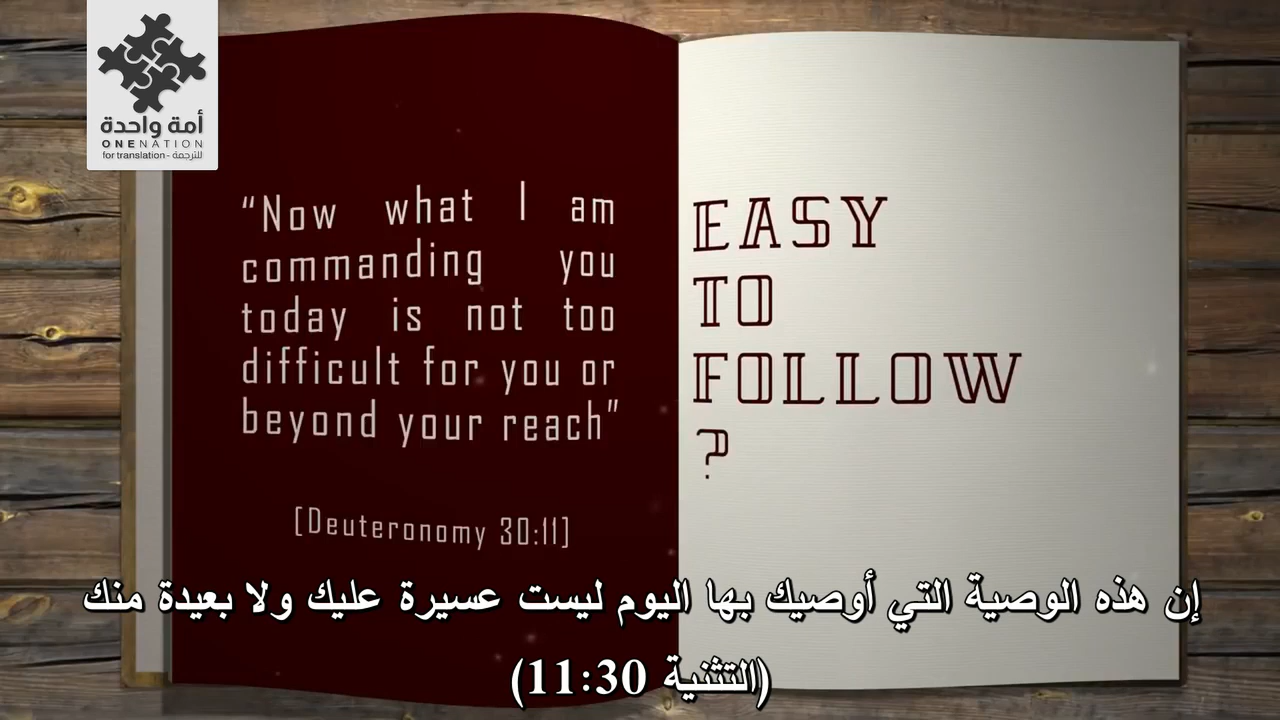 أمة واحدة
ONENATION
for translation - للترجمة
“Now what I am
commanding you
today is not too
difficult for you or
beyond your reach”
[Deuteronomy 30:11]
EASY
TO
FOLLOW
?
إن هذه الوصية التي أوصيك بها اليوم ليست عسيرة عليك ولا بعيدة منك
(التثنية 11:30)